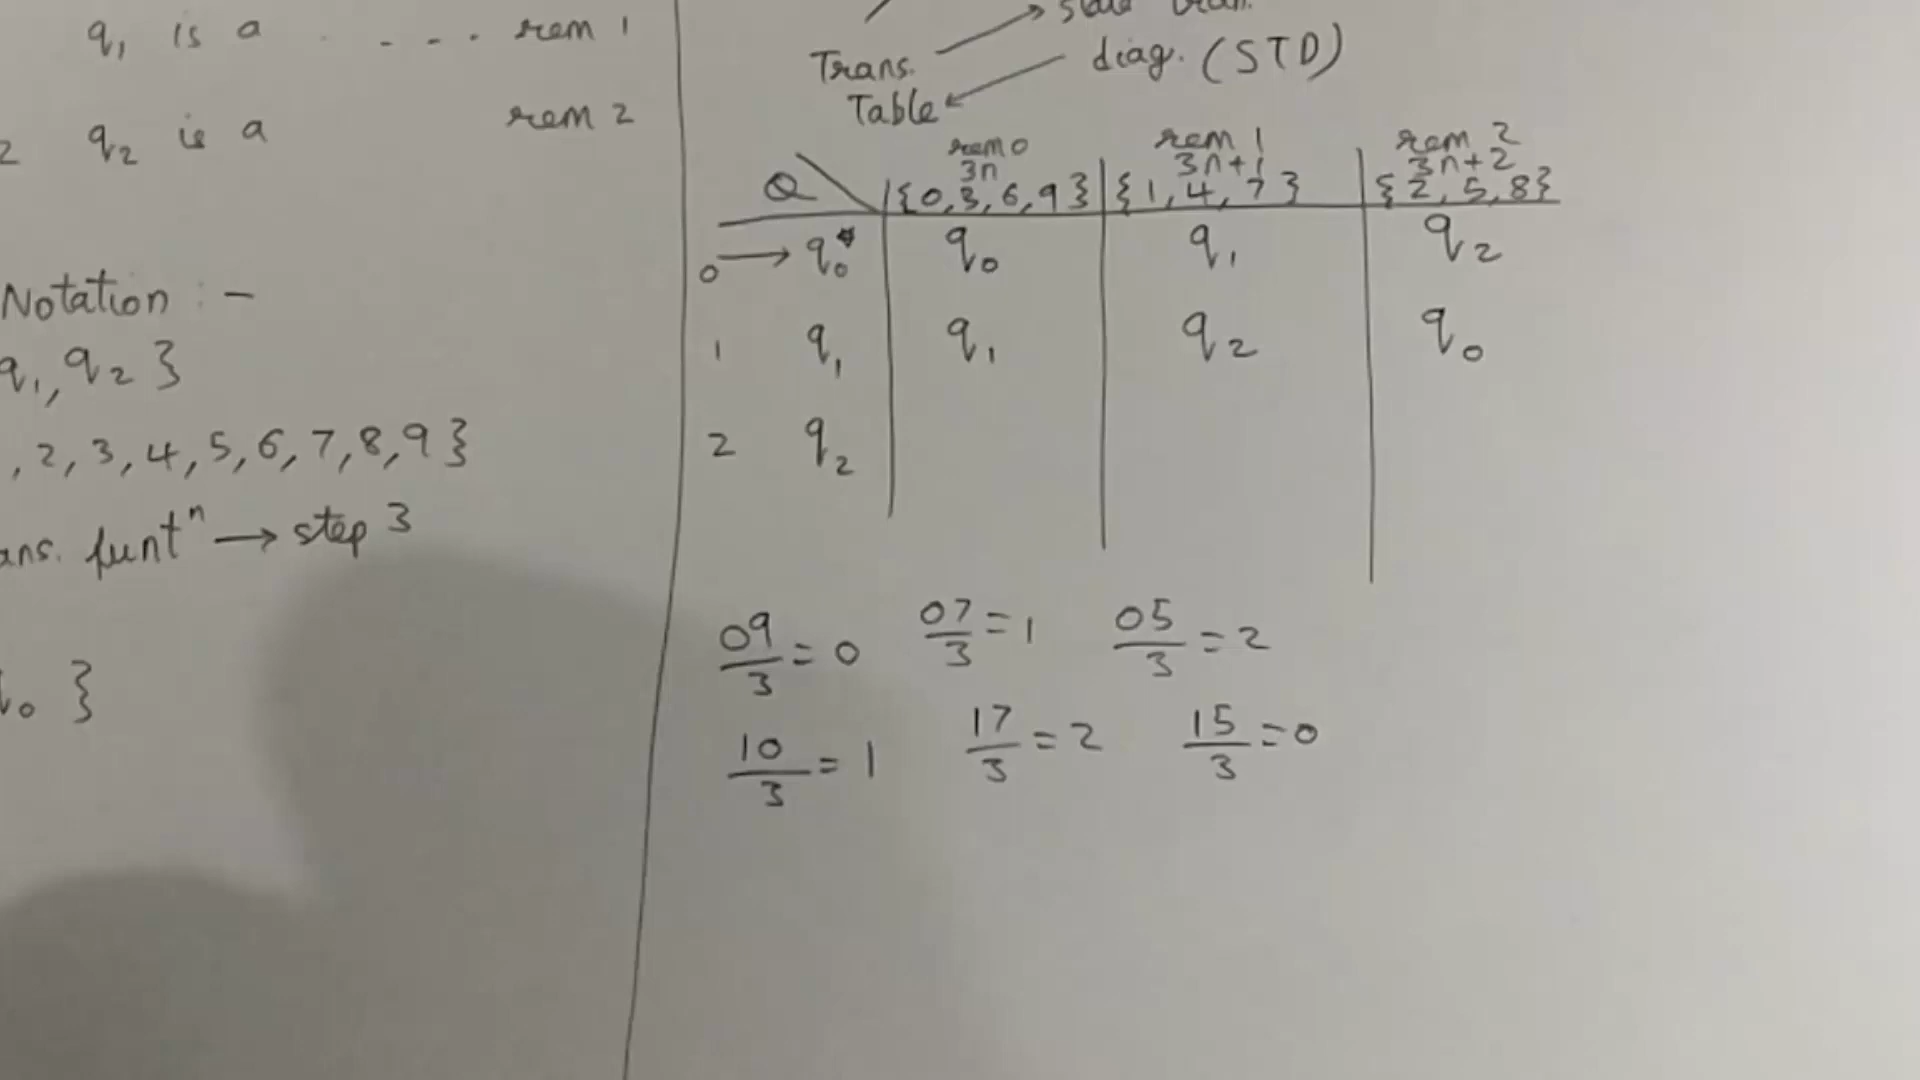 q₁ is a . . . . rem 1
2 q₂ is a rem 2
Notation : -
q₁, q₂ }
, 2, 3, 4, 5, 6, 7, 8, 9 }
ans. funtⁿ → step 3
q₀ }
Trans. → state tran.
Table ← diag. (STD)
rem 0 rem 1 rem 2
3n 3n+1 3n+2
Q {0,3,6,9} {1,4,7} {2,5,8}
0 → q₀* q₀ q₁ q₂
1 q₁ q₁ q₂ q₀
2 q₂
09/3 = 0 07/3 = 1 05/3 = 2
10/3 = 1 17/3 = 2 15/3 = 0